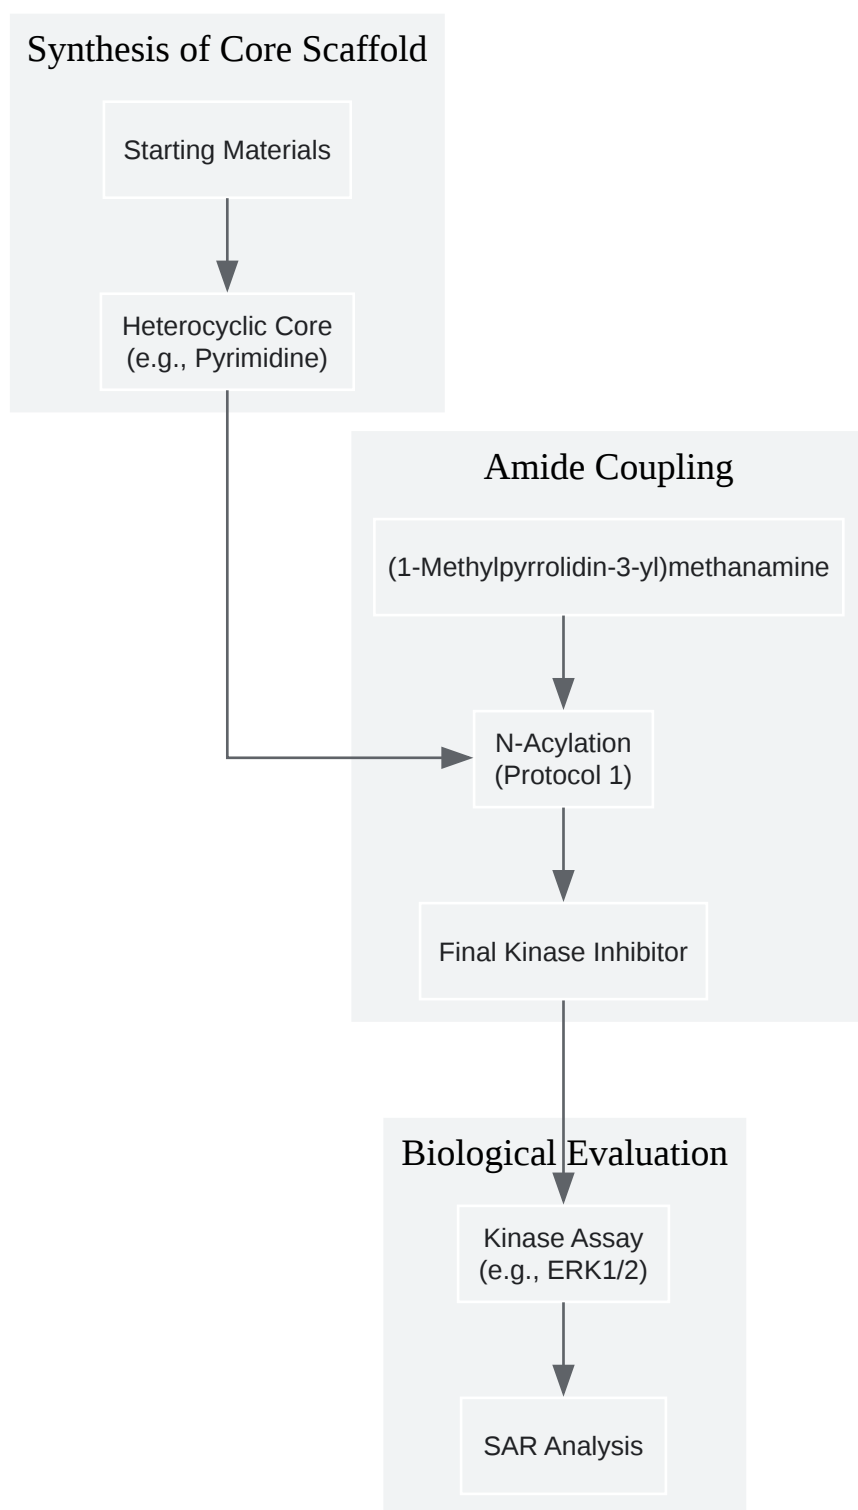 Synthesis of Core Scaffold
Starting Materials
Heterocyclic Core
(e.g., Pyrimidine)
Amide Coupling
(1-Methylpyrrolidin-3-yl)methanamine
N-Acylation
(Protocol 1)
Final Kinase Inhibitor
Biological Evaluation
Kinase Assay
(e.g., ERK1/2)
SAR Analysis